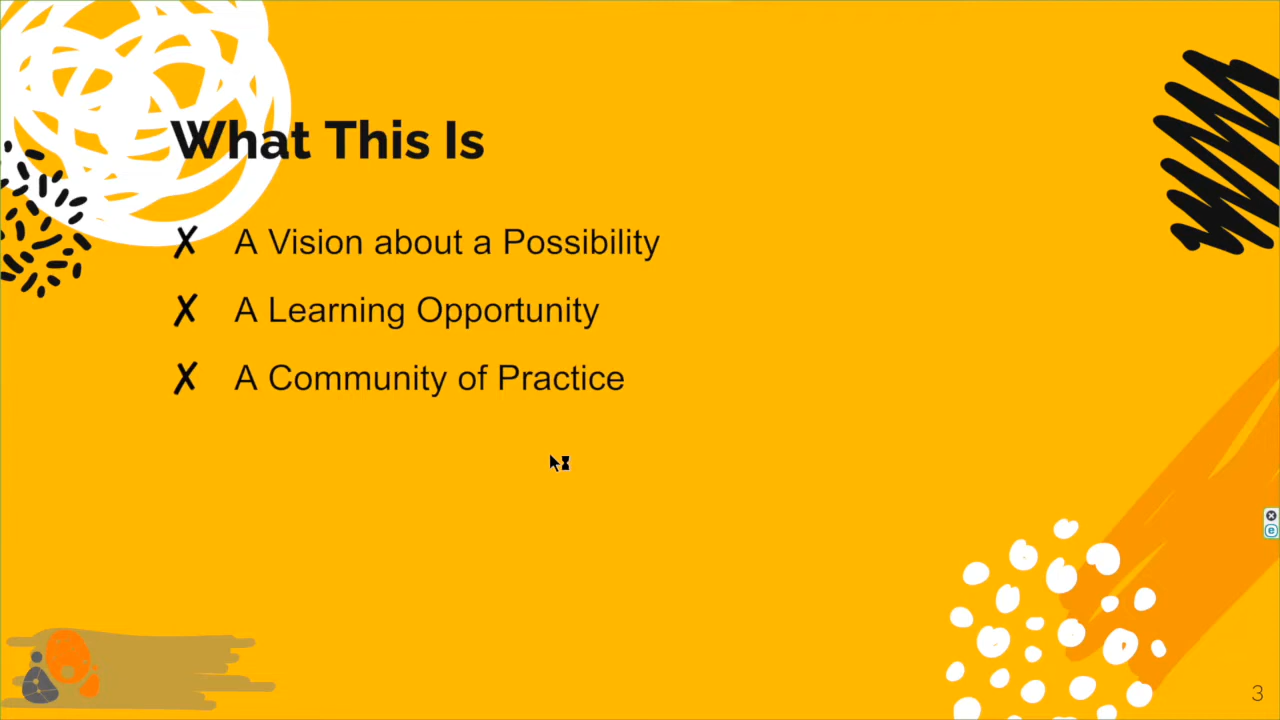 What This Is
✗ A Vision about a Possibility
✗ A Learning Opportunity
✗ A Community of Practice
3